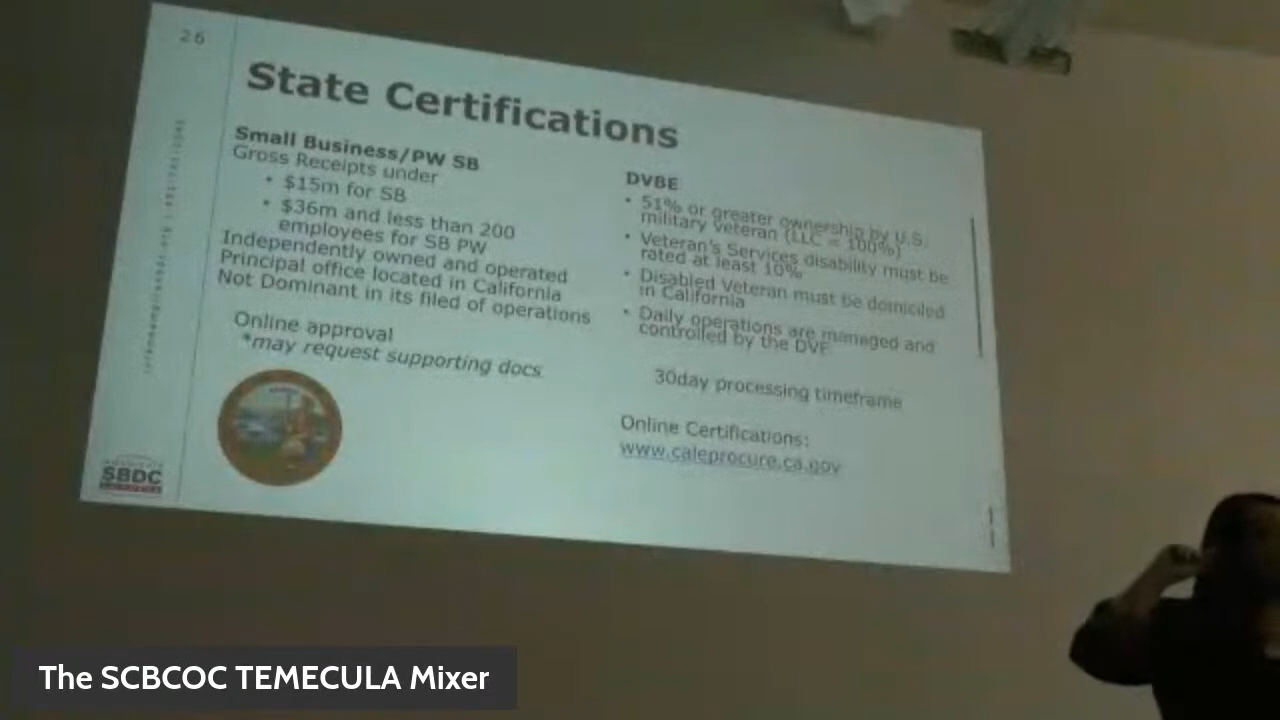 26
State Certifications
Small Business/PW SB
Gross Receipts under
• $15m for SB
• $36m and less than 200
employees for SB PW
Independently owned and operated
Principal office located in California
Not Dominant in its filed of operations
Online approval
*may request supporting docs
DVBE
• 51% or greater ownership by U.S.
military veteran (LLC = 100%)
• Veteran's Services disability must be
rated at least 10%
• Disabled Veteran must be domiciled
in California
• Daily operations are managed and
controlled by the
30day processing timeframe
Online Certifications:
www.caleprocure.ca.gov
SBDC
The SCBCOC TEMECULA Mixer